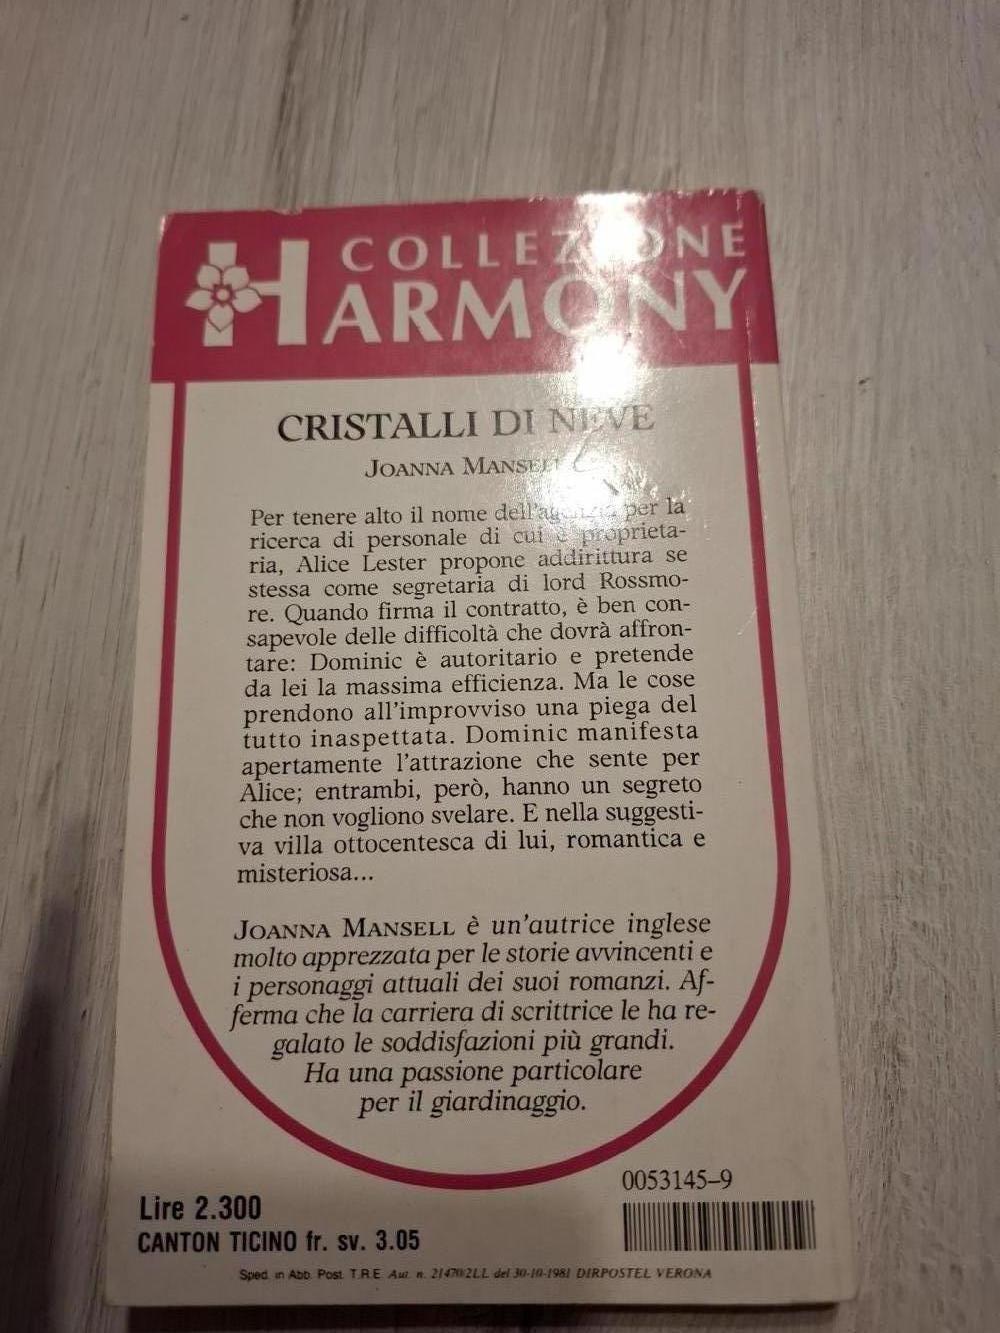 COLLEZIONE
HARMONY
CRISTALLI DI NEVE
JOANNA MANSELL
Per tenere alto il nome dell'agenzia per la
ricerca di personale di cui è proprieta-
ria, Alice Lester propone addirittura se
stessa come segretaria di lord Rossmo-
re. Quando firma il contratto, è ben con-
sapevole delle difficoltà che dovrà affron-
tare: Dominic è autoritario e pretende
da lei la massima efficienza. Ma le cose
prendono all'improvviso una piega del
tutto inaspettata. Dominic manifesta
apertamente l'attrazione che sente per
Alice; entrambi, però, hanno un segreto
che non vogliono svelare. E nella suggesti-
va villa ottocentesca di lui, romantica e
misteriosa...
JOANNA MANSELL è un'autrice inglese
molto apprezzata per le storie avvincenti e
i personaggi attuali dei suoi romanzi. Af-
ferma che la carriera di scrittrice le ha re-
galato le soddisfazioni più grandi.
Ha una passione particolare
per il giardinaggio.
0053145-9
Lire 2.300
CANTON TICINO fr. sv. 3.05
Sped. in Abb. Post. T.R.E. Aut. n. 21470/2LL del 30-10-1981 DIRPOSTEL VERONA